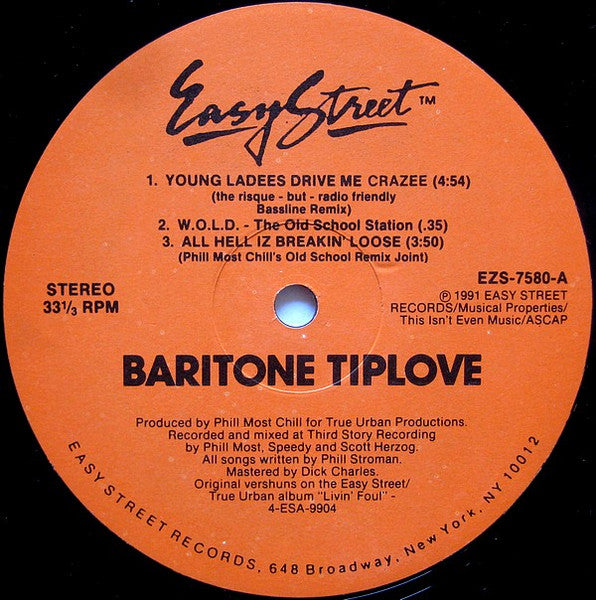 EasyStreet™
1. YOUNG LADEES DRIVE ME CRAZEE (4:54)
(the risque - but - radio friendly
Bassline Remix)
2. W.O.L.D. - The Old School Station (.35)
3. ALL HELL IZ BREAKIN' LOOSE (3:50)
(Phill Most Chill's Old School Remix Joint)
STEREO
33⅓ RPM
EZS-7580-A
℗ 1991 EASY STREET
RECORDS/Musical Properties/
This Isn't Even Music/ASCAP
BARITONE TIPLOVE
Produced by Phill Most Chill for True Urban Productions.
Recorded and mixed at Third Story Recording
by Phill Most, Speedy and Scott Herzog.
All songs written by Phill Stroman.
Mastered by Dick Charles.
Original vershuns on the Easy Street/
True Urban album "Livin' Foul" -
4-ESA-9904
EASY STREET RECORDS, 648 Broadway, New York, NY 10012